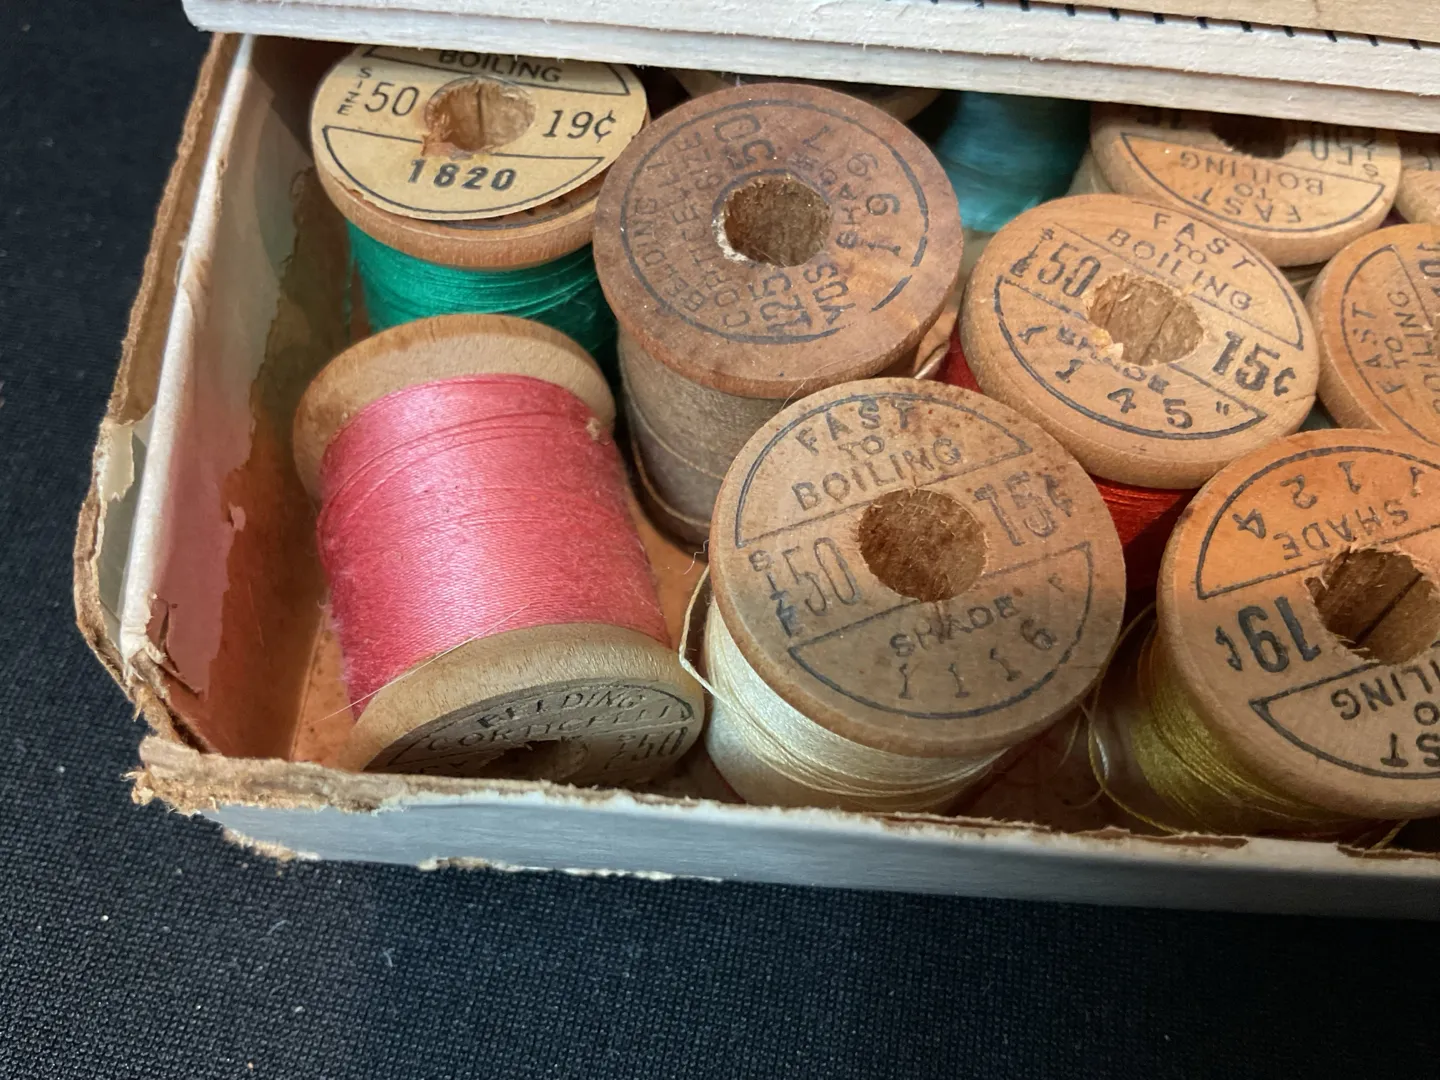 BOILING
SIZE 50 19¢
1820
BELDING
CORTICELLI
SIZE 50
125 YDS
SHADE
FAST
TO
BOILING
FAST
TO
BOILING
SIZE 50 15¢
SHADE
1145
FAST
TO
BOILING
FAST
TO
BOILING
SIZE 50 15¢
SHADE
1116
SHADE
1124
19¢
BOILING
TO
FAST
BELDING
CORTICELLI
50